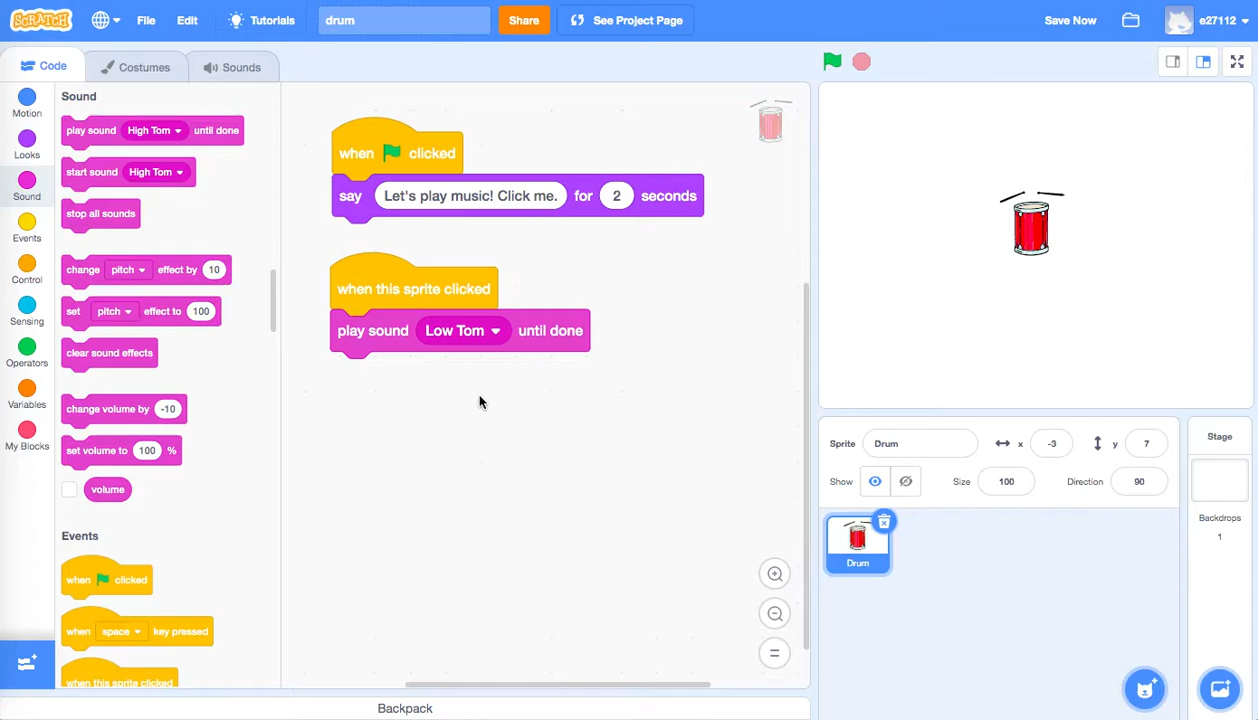 SCRATCH File Edit Tutorials drum Share See Project Page Save Now e27112
Code Costumes Sounds
Motion
Looks
Sound
Events
Control
Sensing
Operators
Variables
My Blocks
Sound
play sound High Tom until done
start sound High Tom
stop all sounds
change pitch effect by 10
set pitch effect to 100
clear sound effects
change volume by -10
set volume to 100 %
volume
Events
when clicked
when space key pressed
when this sprite clicked
when clicked
say Let's play music! Click me. for 2 seconds
when this sprite clicked
play sound Low Tom until done
Backpack
Sprite Drum x -3 y 7
Show Size 100 Direction 90
Drum
Stage
Backdrops
1